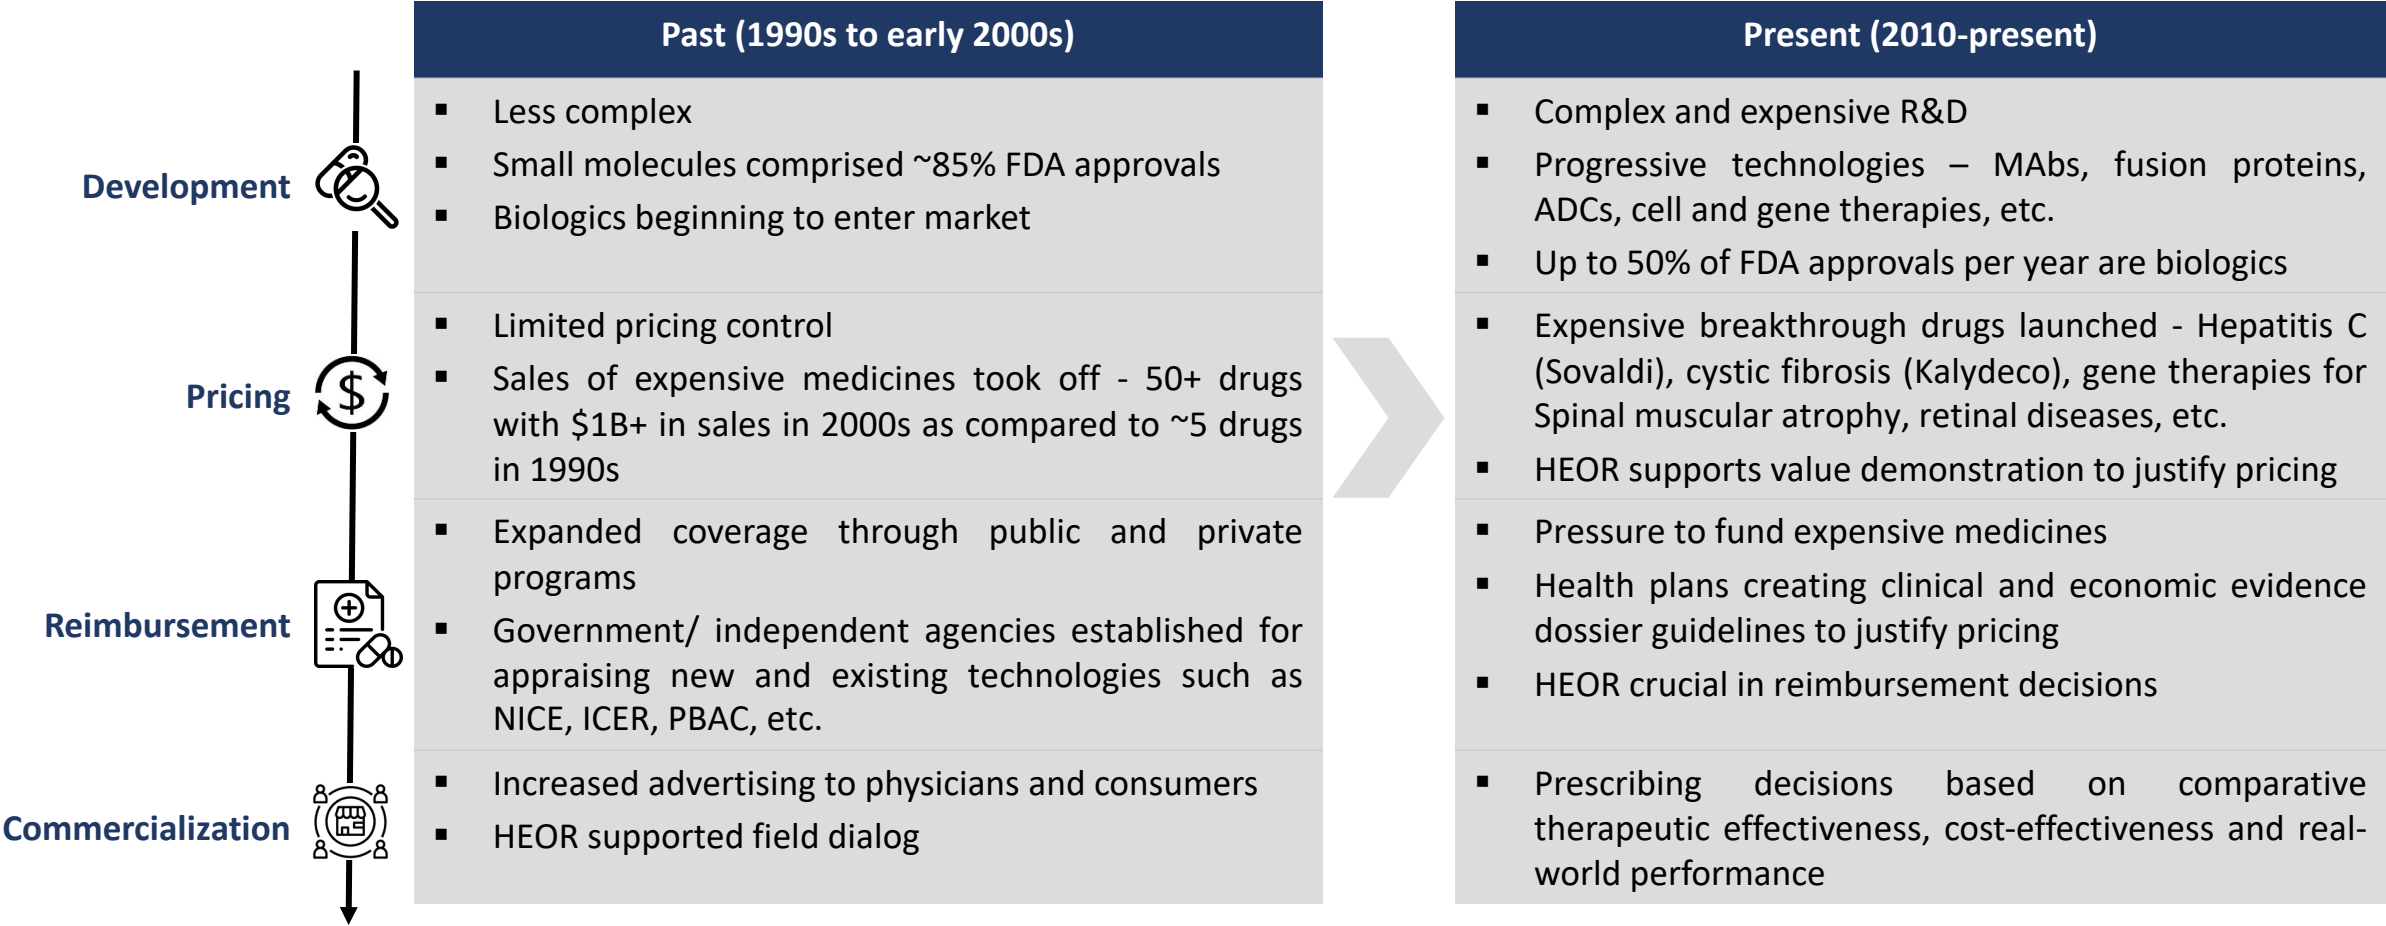 Past (1990s to early 2000s)
Present (2010-present)
Development
▪ Less complex
▪ Small molecules comprised ~85% FDA approvals
▪ Biologics beginning to enter market
▪ Complex and expensive R&D
▪ Progressive technologies – MAbs, fusion proteins,
ADCs, cell and gene therapies, etc.
▪ Up to 50% of FDA approvals per year are biologics
Pricing
$
▪ Limited pricing control
▪ Sales of expensive medicines took off - 50+ drugs
with $1B+ in sales in 2000s as compared to ~5 drugs
in 1990s
▪ Expensive breakthrough drugs launched - Hepatitis C
(Sovaldi), cystic fibrosis (Kalydeco), gene therapies for
Spinal muscular atrophy, retinal diseases, etc.
▪ HEOR supports value demonstration to justify pricing
Reimbursement
▪ Expanded coverage through public and private
programs
▪ Government/ independent agencies established for
appraising new and existing technologies such as
NICE, ICER, PBAC, etc.
▪ Pressure to fund expensive medicines
▪ Health plans creating clinical and economic evidence
dossier guidelines to justify pricing
▪ HEOR crucial in reimbursement decisions
Commercialization
▪ Increased advertising to physicians and consumers
▪ HEOR supported field dialog
▪ Prescribing decisions based on comparative
therapeutic effectiveness, cost-effectiveness and real-
world performance